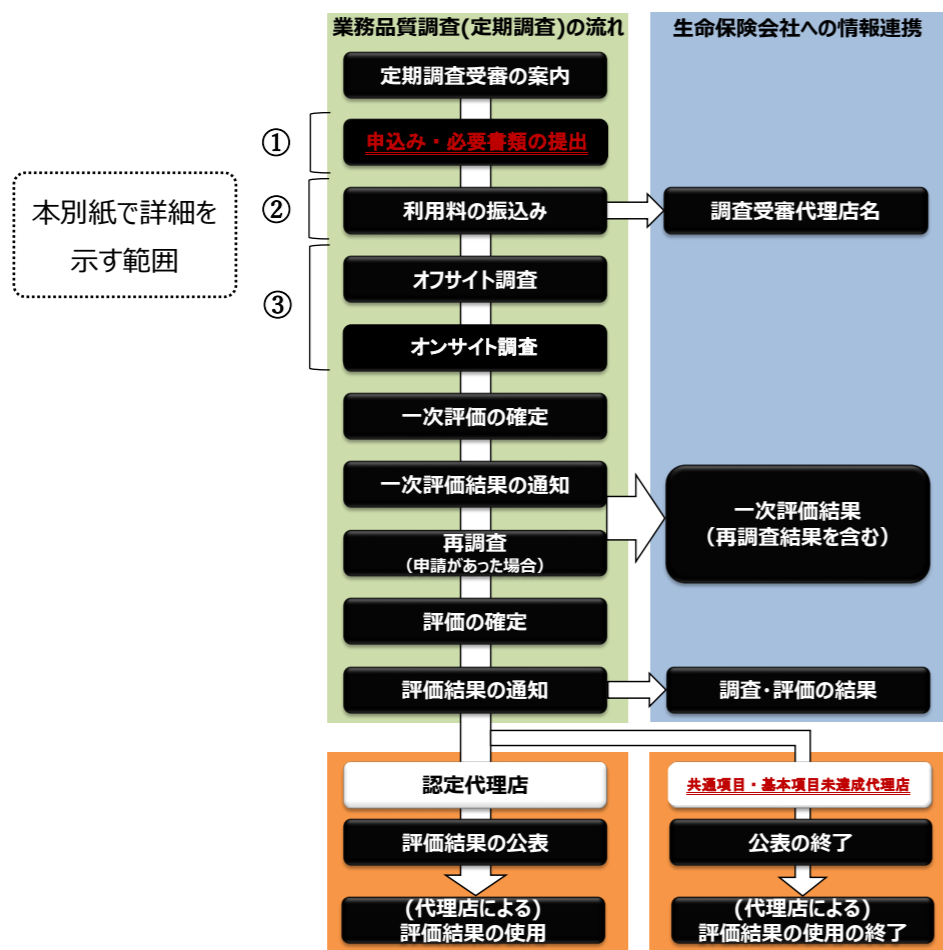 業務品質調査(定期調査)の流れ
生命保険会社への情報連携
定期調査受審の案内
①
申込み・必要書類の提出
本別紙で詳細を
示す範囲
②
利用料の振込み
調査受審代理店名
③
オフサイト調査
オンサイト調査
一次評価の確定
一次評価結果の通知
一次評価結果
（再調査結果を含む）
再調査
（申請があった場合）
評価の確定
評価結果の通知
調査・評価の結果
認定代理店
共通項目・基本項目未達成代理店
評価結果の公表
公表の終了
(代理店による)
評価結果の使用
(代理店による)
評価結果の使用の終了